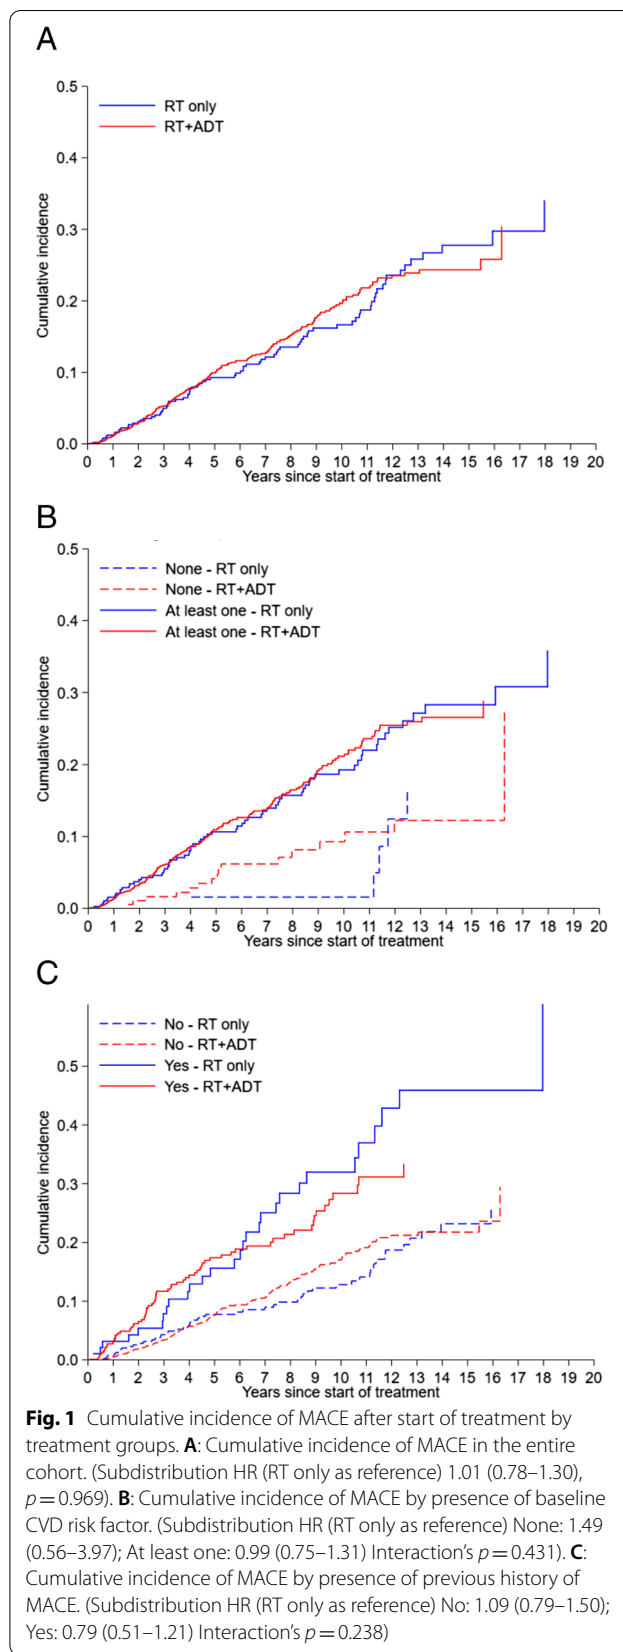 A
0.5
RT only
RT+ADT
0.4
0.3
0.2
0.1
0.0
Cumulative incidence
0 1 2 3 4 5 6 7 8 9 10 11 12 13 14 15 16 17 18 19 20
Years since start of treatment
B
0.5
None - RT only
None - RT+ADT
At least one - RT only
At least one - RT+ADT
0.4
0.3
0.2
0.1
0.0
Cumulative incidence
0 1 2 3 4 5 6 7 8 9 10 11 12 13 14 15 16 17 18 19 20
Years since start of treatment
C
No - RT only
No - RT+ADT
Yes - RT only
Yes - RT+ADT
0.5
0.4
0.3
0.2
0.1
0.0
Cumulative incidence
0 1 2 3 4 5 6 7 8 9 10 11 12 13 14 15 16 17 18 19 20
Years since start of treatment
Fig. 1 Cumulative incidence of MACE after start of treatment by
treatment groups. A: Cumulative incidence of MACE in the entire
cohort. (Subdistribution HR (RT only as reference) 1.01 (0.78–1.30),
p = 0.969). B: Cumulative incidence of MACE by presence of baseline
CVD risk factor. (Subdistribution HR (RT only as reference) None: 1.49
(0.56–3.97); At least one: 0.99 (0.75–1.31) Interaction's p = 0.431). C:
Cumulative incidence of MACE by presence of previous history of
MACE. (Subdistribution HR (RT only as reference) No: 1.09 (0.79–1.50);
Yes: 0.79 (0.51–1.21) Interaction's p = 0.238)